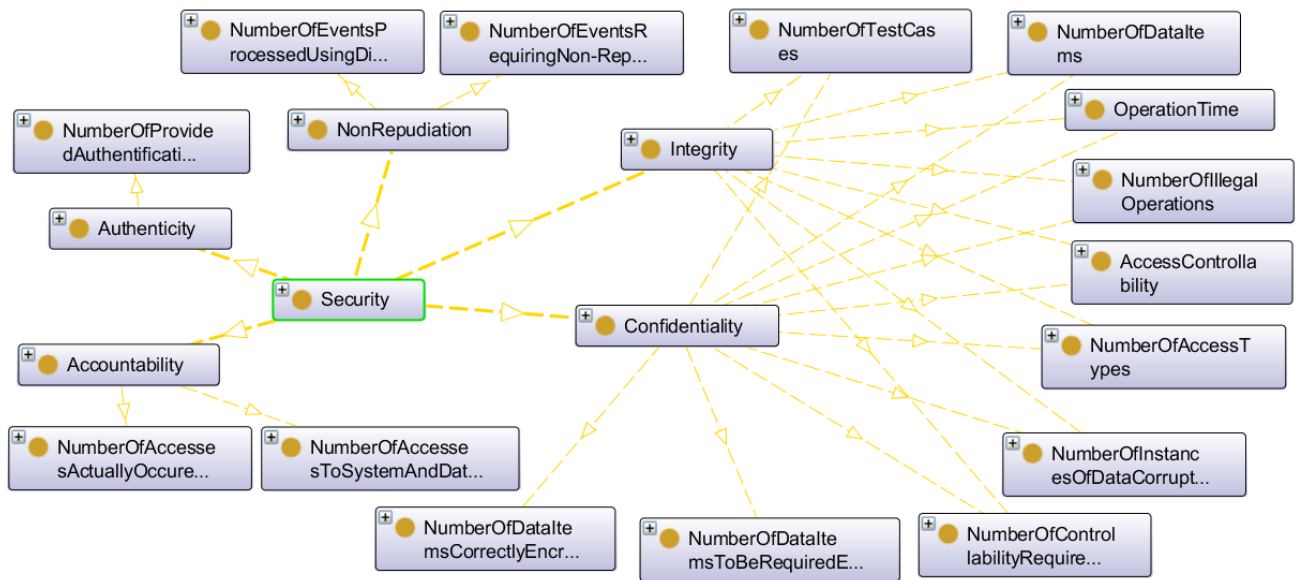 NumberOfEventsP
rocessedUsingDi...
NumberOfEventsR
equiringNon-Rep...
NumberOfTestCas
es
NumberOfDataIte
ms
OperationTime
NumberOfProvide
dAuthentificati...
NonRepudiation
Integrity
NumberOfIllegal
Operations
Authenticity
AccessControlla
bility
Security
Confidentiality
NumberOfAccessT
ypes
Accountability
NumberOfAccesse
sActuallyOccure...
NumberOfAccesse
sToSystemAndDat...
NumberOfInstanc
esOfDataCorrupt...
NumberOfDataIte
msCorrectlyEncr...
NumberOfDataIte
msToBeRequiredE...
NumberOfControl
labilityRequire...